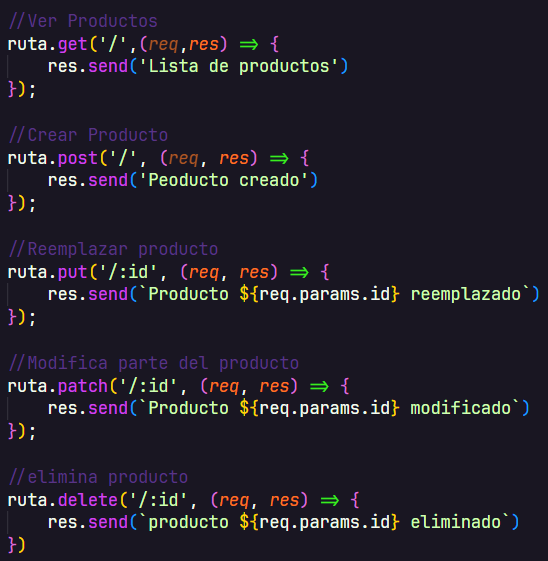 //Ver Productos
ruta.get('/',(req,res) => {
    res.send('Lista de productos')
});

//Crear Producto
ruta.post('/', (req, res) => {
    res.send('Peoducto creado')
});

//Reemplazar producto
ruta.put('/:id', (req, res) => {
    res.send(`Producto ${req.params.id} reemplazado`)
});

//Modifica parte del producto
ruta.patch('/:id', (req, res) => {
    res.send(`Producto ${req.params.id} modificado`)
});

//elimina producto
ruta.delete('/:id', (req, res) => {
    res.send(`producto ${req.params.id} eliminado`)
})